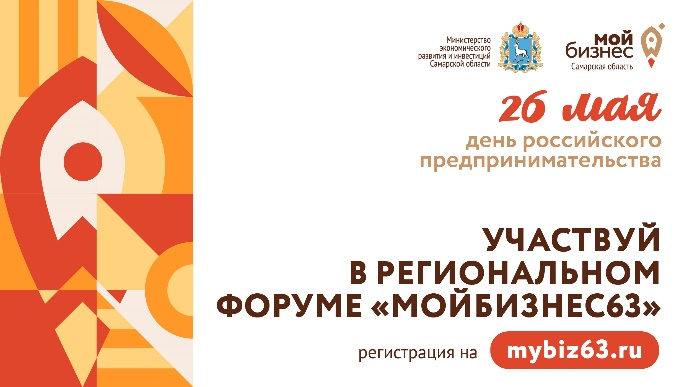 Министерство
экономического
развития и инвестиций
Самарской области
мой
бизнес
Самарская область
26 мая
день российского
предпринимательства
УЧАСТВУЙ
В РЕГИОНАЛЬНОМ
ФОРУМЕ «МОЙБИЗНЕС63»
регистрация на mybiz63.ru